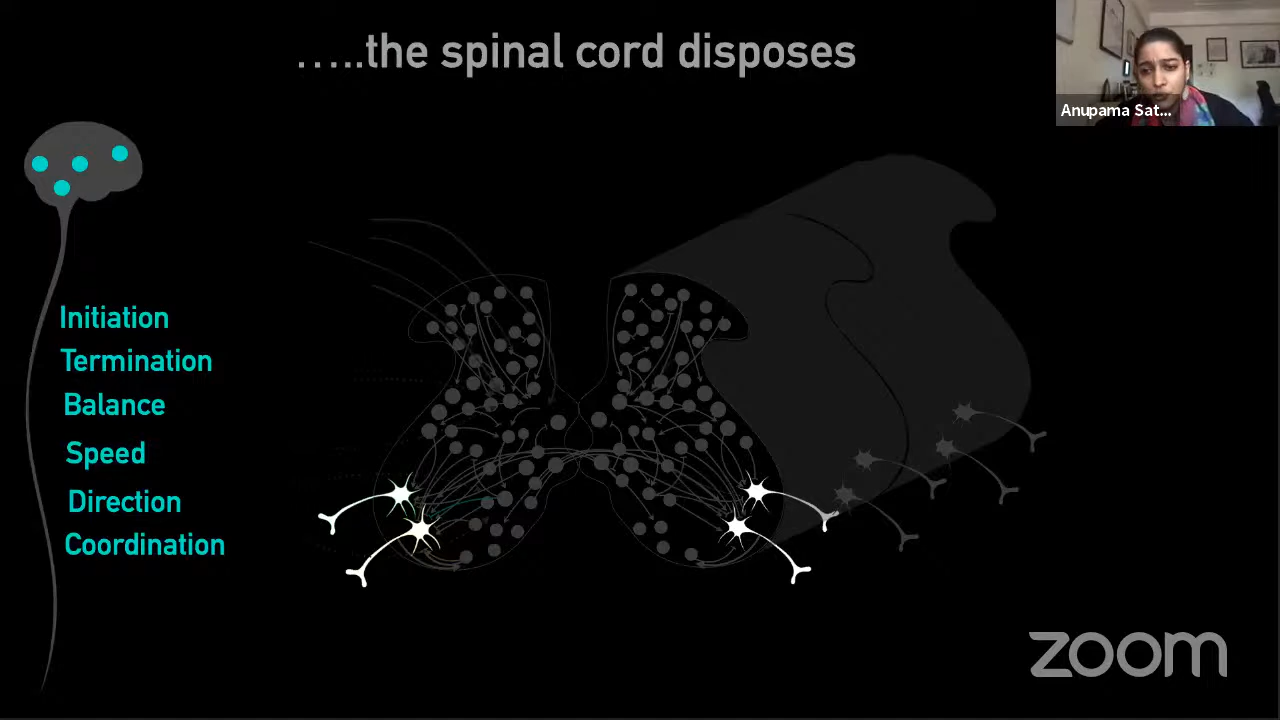 .....the spinal cord disposes
Anupama Sat...
Initiation
Termination
Balance
Speed
Direction
Coordination
zoom